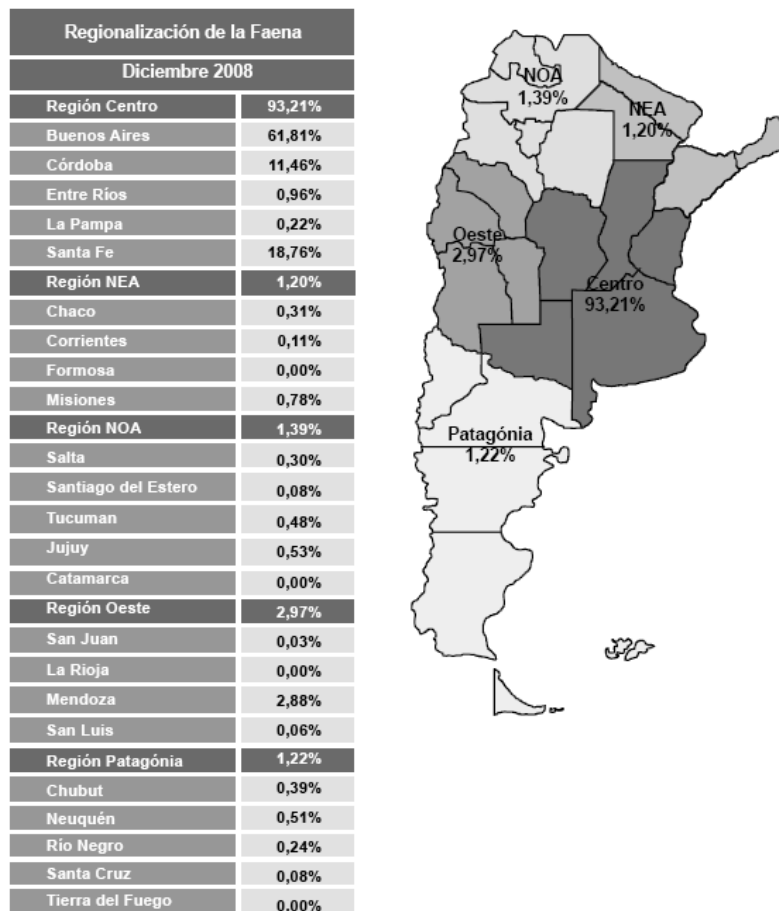 Regionalización de la Faena
Diciembre 2008
Región Centro 93,21%
Buenos Aires 61,81%
Córdoba 11,46%
Entre Ríos 0,96%
La Pampa 0,22%
Santa Fe 18,76%
Región NEA 1,20%
Chaco 0,31%
Corrientes 0,11%
Formosa 0,00%
Misiones 0,78%
Región NOA 1,39%
Salta 0,30%
Santiago del Estero 0,08%
Tucuman 0,48%
Jujuy 0,53%
Catamarca 0,00%
Región Oeste 2,97%
San Juan 0,03%
La Rioja 0,00%
Mendoza 2,88%
San Luis 0,06%
Región Patagónia 1,22%
Chubut 0,39%
Neuquén 0,51%
Río Negro 0,24%
Santa Cruz 0,08%
Tierra del Fuego 0,00%
NOA
1,39%
NEA
1,20%
Oeste
2,97%
Centro
93,21%
Patagónia
1,22%